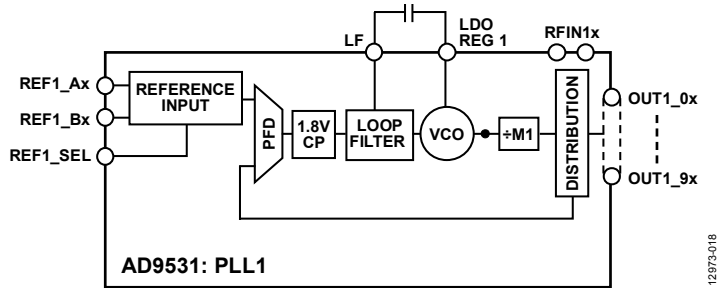 LF
LDO
REG 1
RFIN1x
REF1_Ax
REF1_Bx
REF1_SEL
REFERENCE
INPUT
PFD
1.8V
CP
LOOP
FILTER
VCO
÷M1
DISTRIBUTION
OUT1_0x
OUT1_9x
AD9531: PLL1
12973-018